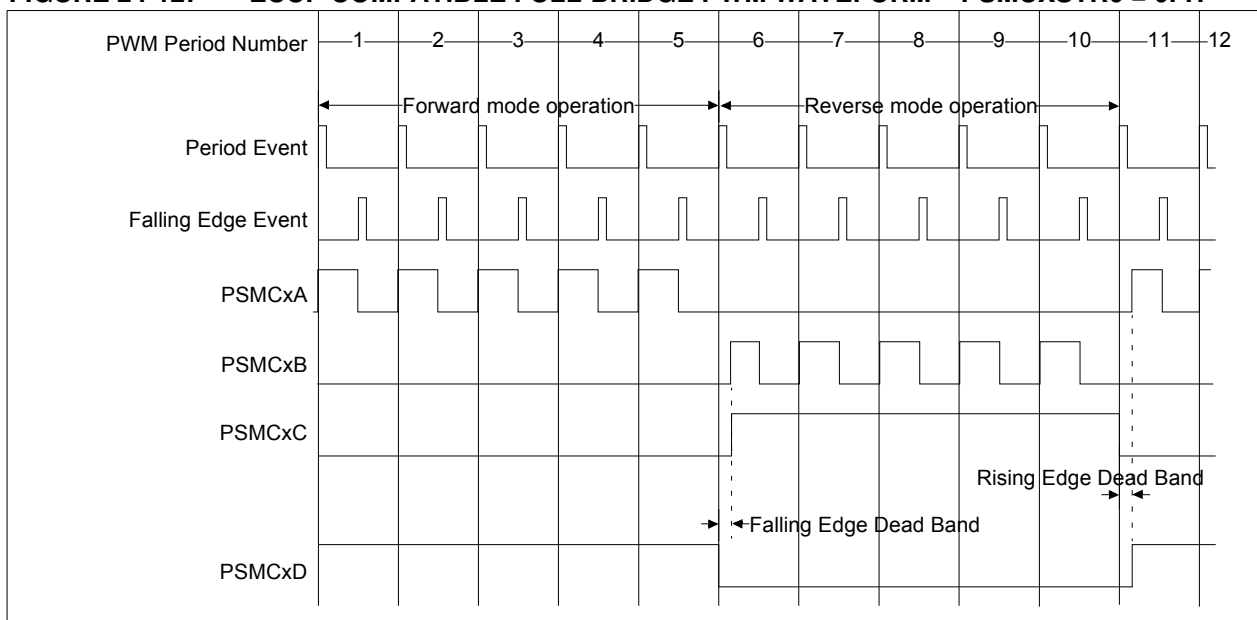 PWM Period Number 1 2 3 4 5 6 7 8 9 10 11 12
Forward mode operation Reverse mode operation
Period Event
Falling Edge Event
PSMCxA
PSMCxB
PSMCxC
Rising Edge Dead Band
Falling Edge Dead Band
PSMCxD